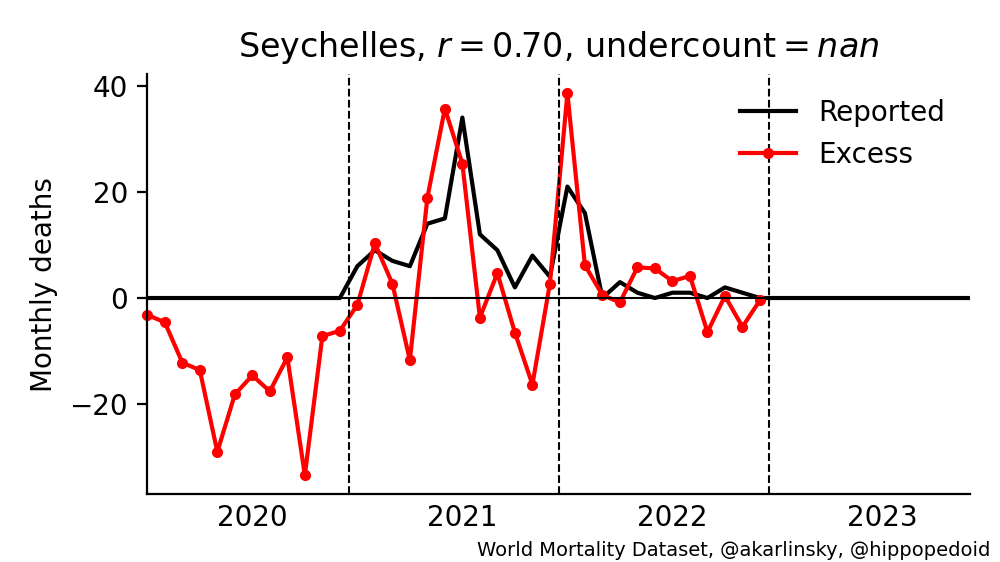 Seychelles, r = 0.70, undercount = nan
Monthly deaths
40
20
0
−20
Reported
Excess
2020 2021 2022 2023
World Mortality Dataset, @akarlinsky, @hippopedoid